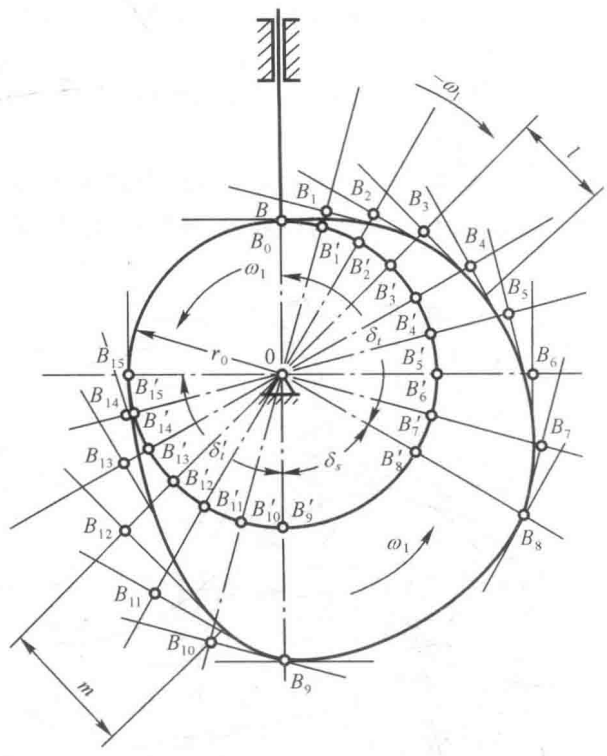 −ω₁
l
B₁
B₂
B
B₃
B₀
B′₁
B′₂
B₄
ω₁
B′₃
B₅
δₜ
B′₄
r₀
O
B₁₅
B′₅
B₆
B′₁₅
B′₆
B₁₄
B′₁₄
B′₇
B₇
δ′ₜ
B′₁₃
δₛ
B′₈
B₁₃
B′₁₂
B′₁₁
B′₁₀
B′₉
B₈
B₁₂
ω₁
B₁₁
B₁₀
m
B₉